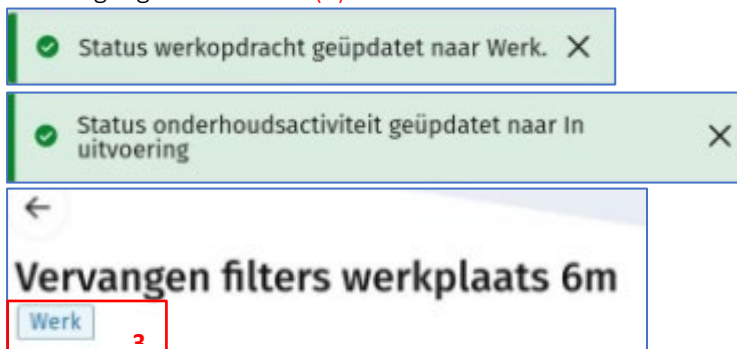 Status werkopdracht geüpdatet naar Werk.
Status onderhoudsactiviteit geüpdatet naar In
uitvoering
Vervangen filters werkplaats 6m
Werk
3